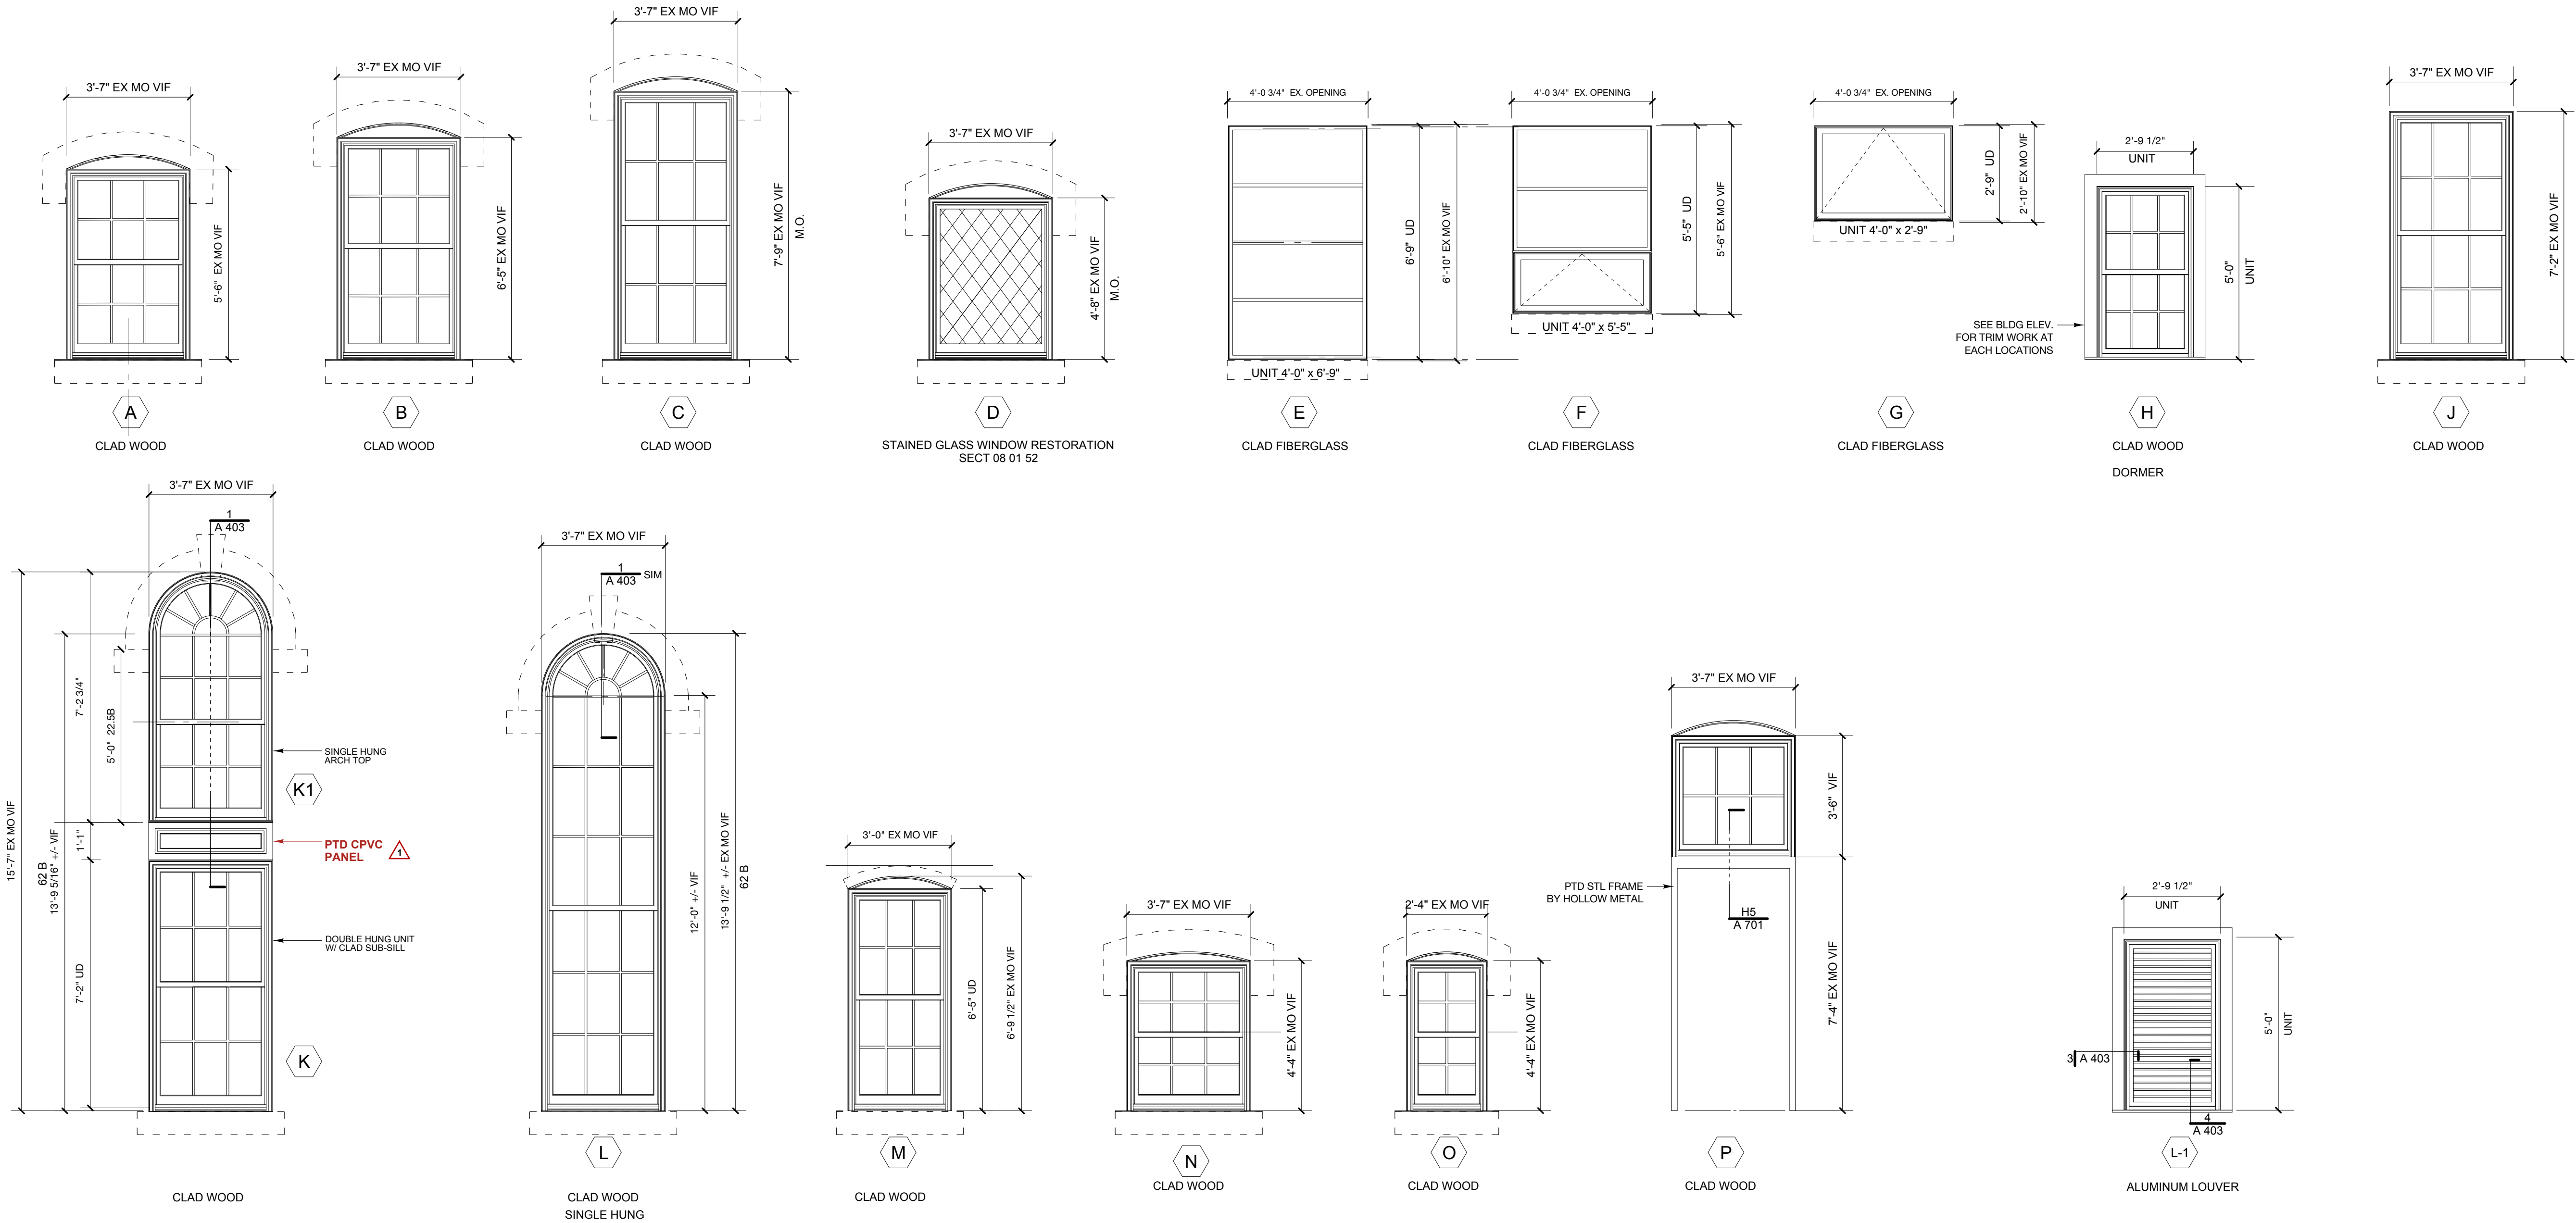 3'-7" EX MO VIF
5'-6" EX MO VIF
A
CLAD WOOD
3'-7" EX MO VIF
6'-5" EX MO VIF
B
CLAD WOOD
3'-7" EX MO VIF
7'-9" EX MO VIF
M.O.
C
CLAD WOOD
3'-7" EX MO VIF
4'-8" EX MO VIF
M.O.
D
STAINED GLASS WINDOW RESTORATION
SECT 08 01 52
4'-0 3/4" EX. OPENING
6'-9" UD
6'-10" EX MO VIF
UNIT 4'-0" x 6'-9"
E
CLAD FIBERGLASS
4'-0 3/4" EX. OPENING
5'-5" UD
5'-6" EX MO VIF
UNIT 4'-0" x 5'-5"
F
CLAD FIBERGLASS
4'-0 3/4" EX. OPENING
2'-9" UD
2'-10" EX MO VIF
UNIT 4'-0" x 2'-9"
G
CLAD FIBERGLASS
2'-9 1/2"
UNIT
5'-0"
UNIT
SEE BLDG ELEV.
FOR TRIM WORK AT
EACH LOCATIONS
H
CLAD WOOD
DORMER
3'-7" EX MO VIF
7'-2" EX MO VIF
J
CLAD WOOD
3'-7" EX MO VIF
1
A 403
15'-7" EX MO VIF
62 B
13'-9 5/16" +/- VIF
7'-2 3/4"
5'-0" 22.5B
1'-1"
7'-2" UD
SINGLE HUNG
ARCH TOP
K1
PTD CPVC
PANEL
1
DOUBLE HUNG UNIT
W/ CLAD SUB-SILL
K
CLAD WOOD
3'-7" EX MO VIF
1
A 403
SIM
12'-0" +/- VIF
13'-9 1/2" +/- EX MO VIF
62 B
L
CLAD WOOD
SINGLE HUNG
3'-0" EX MO VIF
6'-5" UD
6'-9 1/2" EX MO VIF
M
CLAD WOOD
3'-7" EX MO VIF
4'-4" EX MO VIF
N
CLAD WOOD
2'-4" EX MO VIF
4'-4" EX MO VIF
O
CLAD WOOD
3'-7" EX MO VIF
3'-6" VIF
PTD STL FRAME
BY HOLLOW METAL
H5
A 701
7'-4" EX MO VIF
P
CLAD WOOD
2'-9 1/2"
UNIT
5'-0"
UNIT
3
A 403
4
A 403
L-1
ALUMINUM LOUVER